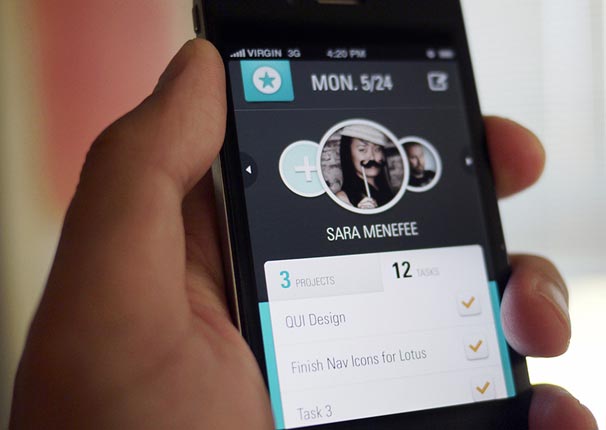 VIRGIN 3G 4:20 PM
MON. 5/24
SARA MENEFEE
3 PROJECTS 12 TASKS
QUI Design
Finish Nav Icons for Lotus
Task 3